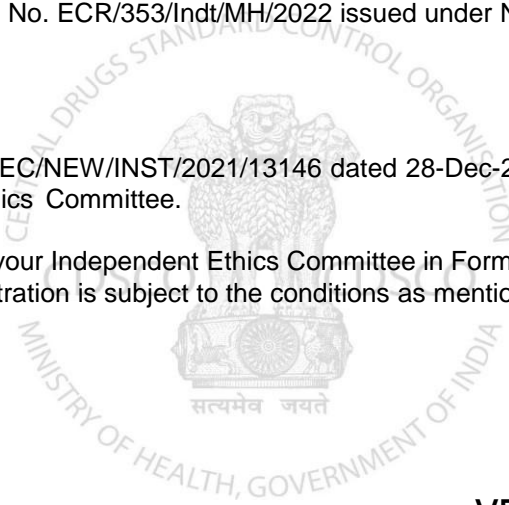 No. ECR/353/Indt/MH/2022 issued under
CENTRAL DRUGS STANDARD CONTROL ORGANISATION
EC/NEW/INST/2021/13146 dated 28-Dec-2
ics Committee.
your Independent Ethics Committee in Form
CDSCO CDSCO
tration is subject to the conditions as mentio
सत्यमेव जयते
MINISTRY OF HEALTH, GOVERNMENT OF INDIA